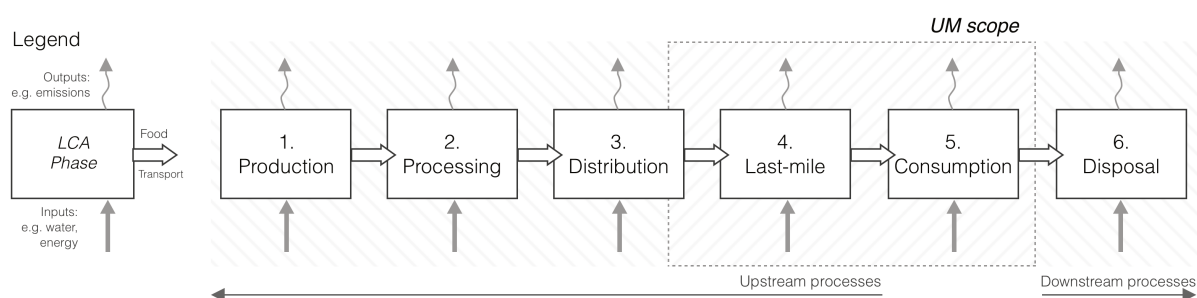 UM scope
Legend
Outputs:
e.g. emissions
LCA
Phase
Food
Transport
Inputs:
e.g. water,
energy
1.
Production
2.
Processing
3.
Distribution
4.
Last-mile
5.
Consumption
6.
Disposal
Upstream processes
Downstream processes